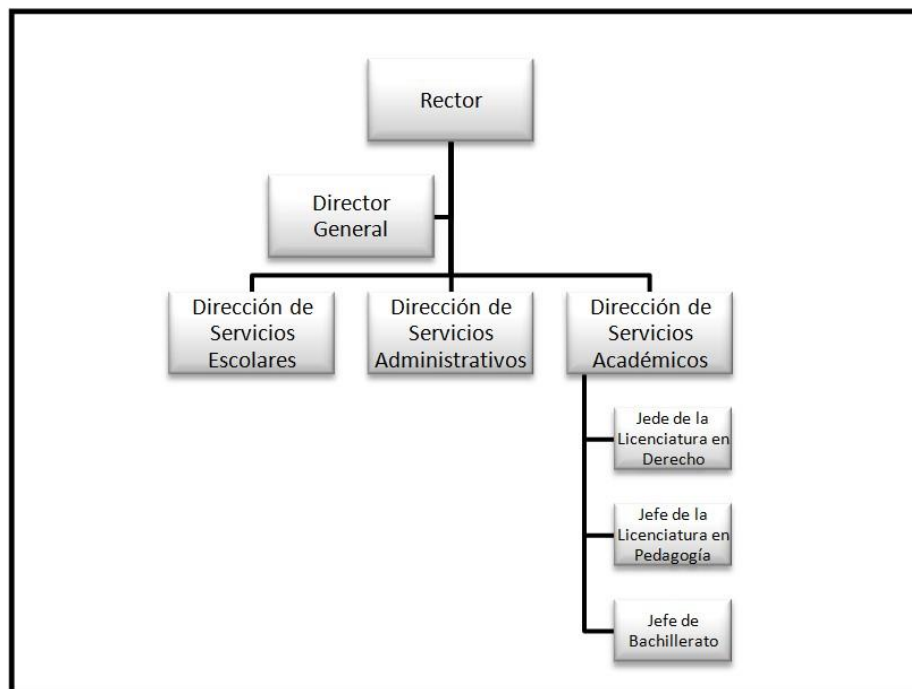 Rector
Director
General
Dirección de
Servicios
Escolares
Dirección de
Servicios
Administrativos
Dirección de
Servicios
Académicos
Jede de la
Licenciatura en
Derecho
Jefe de la
Licenciatura en
Pedagogía
Jefe de
Bachillerato